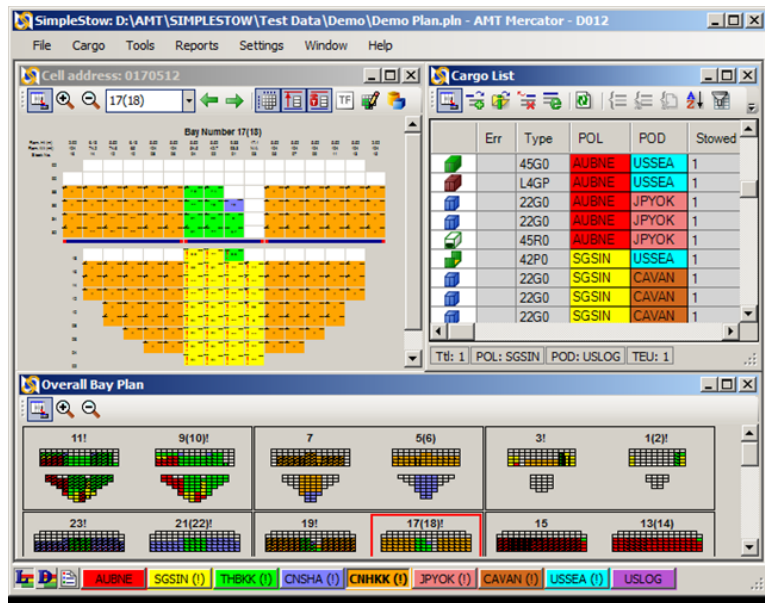 SimpleStow: D:\AMT\SIMPLESTOW\Test Data\Demo\Demo Plan.pln - AMT Mercator - D012
File Cargo Tools Reports Settings Window Help
Cell address: 0170512
17(18)
TF
Bay Number 17(18)
Cargo List
Err Type POL POD Stowed
45G0 AUBNE USSEA 1
L4GP AUBNE USSEA 1
22G0 AUBNE JPYOK 1
22G0 AUBNE JPYOK 1
45R0 AUBNE JPYOK 1
42P0 SGSIN USSEA 1
22G0 SGSIN CAVAN 1
22G0 SGSIN CAVAN 1
22G0 SGSIN CAVAN 1
Ttl: 1 POL: SGSIN POD: USLOG TEU: 1
Overall Bay Plan
11! 9(10)! 7 5(6) 3! 1(2)!
23! 21(22)! 19! 17(18)! 15 13(14)
AUBNE SGSIN (!) THBKK (!) CNSHA (!) CNHKK (!) JPYOK (!) CAVAN (!) USSEA (!) USLOG